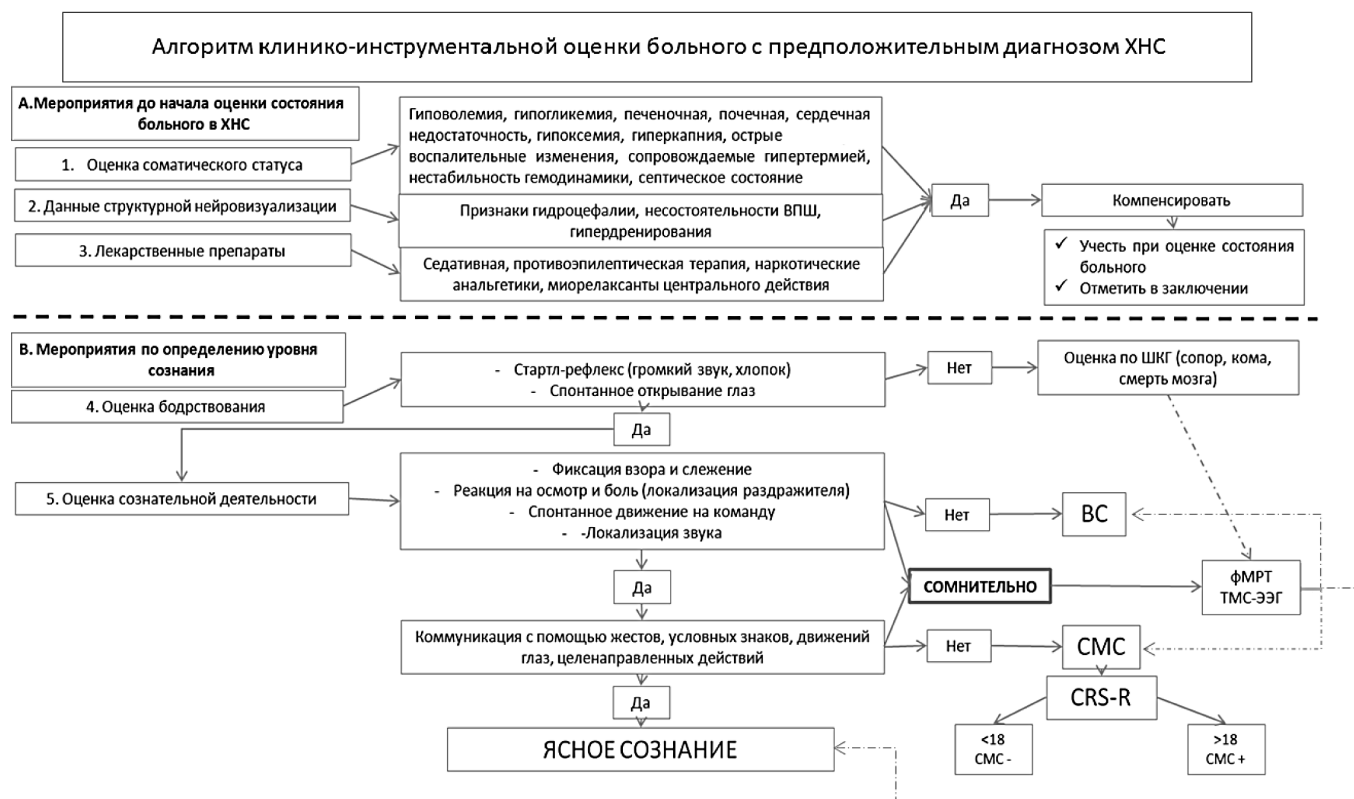 Алгоритм клинико-инструментальной оценки больного с предположительным диагнозом ХНС
А.Мероприятия до начала оценки состояния
больного в ХНС
1. Оценка соматического статуса
2. Данные структурной нейровизуализации
3. Лекарственные препараты
Гиповолемия, гипогликемия, печеночная, почечная, сердечная
недостаточность, гипоксемия, гиперкапния, острые
воспалительные изменения, сопровождаемые гипертермией,
нестабильность гемодинамики, септическое состояние
Признаки гидроцефалии, несостоятельности ВПШ,
гипердренирования
Седативная, противоэпилептическая терапия, наркотические
анальгетики, миорелаксанты центрального действия
Да
Компенсировать
✓ Учесть при оценке состояния
больного
✓ Отметить в заключении
В. Мероприятия по определению уровня
сознания
4. Оценка бодрствования
- Стартл-рефлекс (громкий звук, хлопок)
- Спонтанное открывание глаз
Нет
Оценка по ШКГ (сопор, кома,
смерть мозга)
Да
5. Оценка сознательной деятельности
- Фиксация взора и слежение
- Реакция на осмотр и боль (локализация раздражителя)
- Спонтанное движение на команду
- -Локализация звука
Нет
ВС
Да
СОМНИТЕЛЬНО
фМРТ
ТМС-ЭЭГ
Коммуникация с помощью жестов, условных знаков, движений
глаз, целенаправленных действий
Нет
СМС
CRS-R
Да
<18
СМС -
>18
СМС +
ЯСНОЕ СОЗНАНИЕ